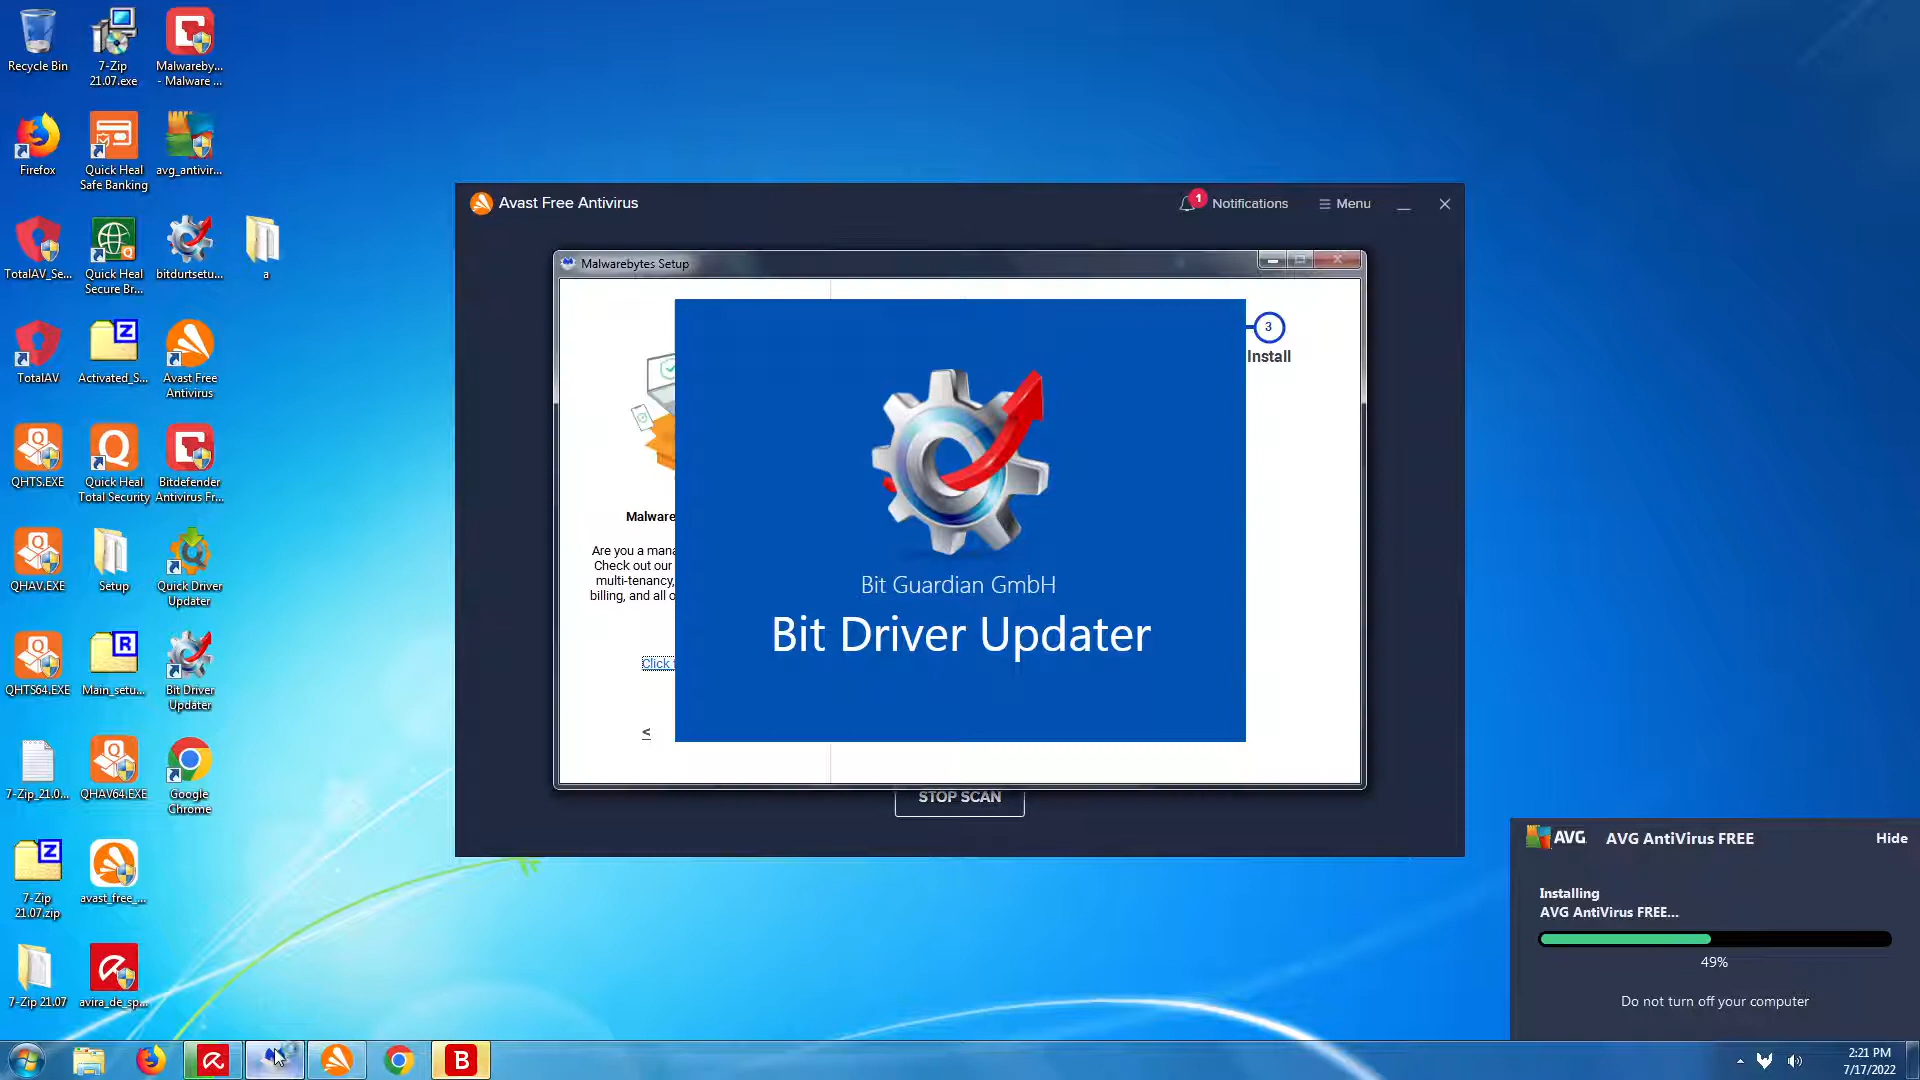 Recycle Bin
7-Zip
21.07.exe
Malwareby...
- Malware ...
Firefox
Quick Heal
Safe Banking
avg_antivir...
TotalAV_Se...
Quick Heal
Secure Br...
bitdurtsetu...
a
TotalAV
Activated_S...
Avast Free
Antivirus
QHTS.EXE
Quick Heal
Total Security
Bitdefender
Antivirus Fr...
QHAV.EXE
Setup
Quick Driver
Updater
QHTS64.EXE
Main_setu...
Bit Driver
Updater
7-Zip_21.0...
QHAV64.EXE
Google
Chrome
7-Zip
21.07.zip
avast_free_...
7-Zip 21.07
avira_de_sp...
Avast Free Antivirus
1
Notifications
Menu
Malwarebytes Setup
3
Install
Malware
Are you a mana
Check out our
multi-tenancy,
billing, and all o
Click
<
Bit Guardian GmbH
Bit Driver Updater
STOP SCAN
AVG
AVG AntiVirus FREE
Hide
Installing
AVG AntiVirus FREE...
49%
Do not turn off your computer
B
2:21 PM
7/17/2022